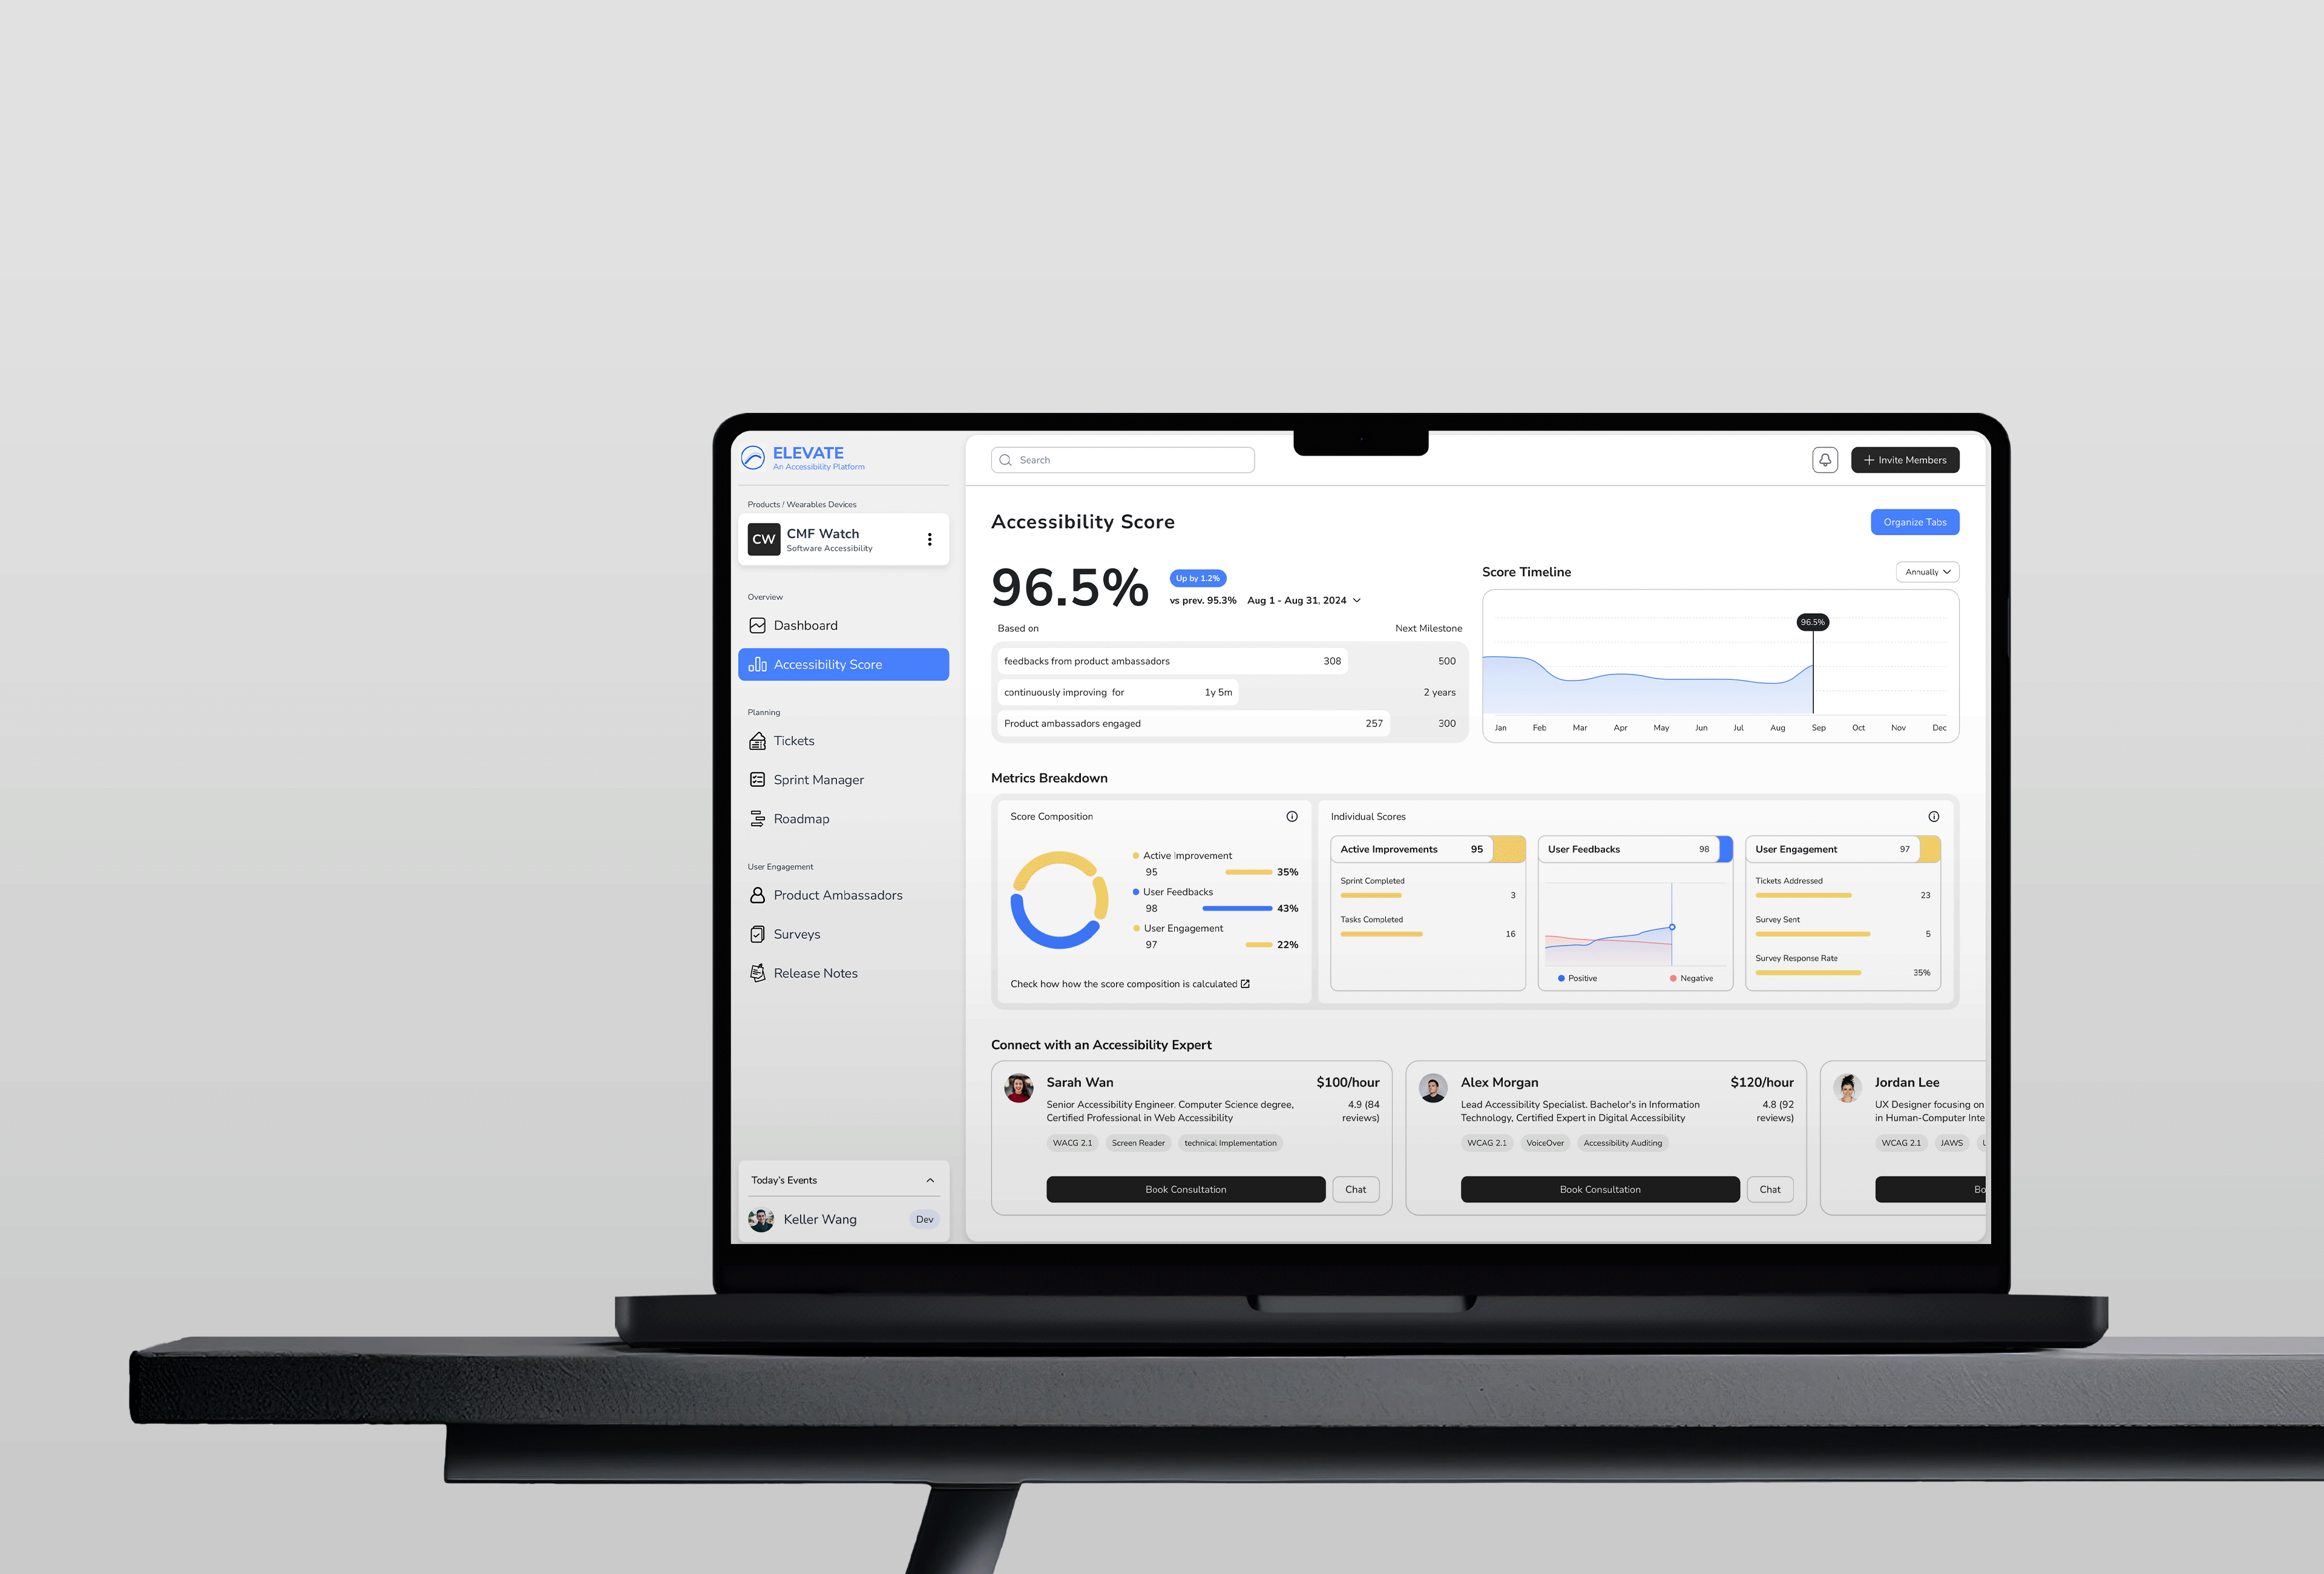 ELEVATE
An Accessibility Platform
Products / Wearables Devices
CW
CMF Watch
Software Accessibility
Overview
Dashboard
Accessibility Score
Planning
Tickets
Sprint Manager
Roadmap
User Engagement
Product Ambassadors
Surveys
Release Notes
Today's Events
Keller Wang
Dev
Search
Invite Members
Accessibility Score
Organize Tabs
96.5%
Up by 1.2%
vs prev. 95.3% Aug 1 - Aug 31, 2024
Based on
Next Milestone
feedbacks from product ambassadors 308 500
continuously improving for 1y 5m 2 years
Product ambassadors engaged 257 300
Score Timeline
Annually
96.5%
Jan Feb Mar Apr May Jun Jul Aug Sep Oct Nov Dec
Metrics Breakdown
Score Composition
Active Improvement
95 35%
User Feedbacks
98 43%
User Engagement
97 22%
Check how how the score composition is calculated
Individual Scores
Active Improvements 95
Sprint Completed
3
Tasks Completed
16
User Feedbacks 98
Positive Negative
User Engagement 97
Tickets Addressed
23
Survey Sent
5
Survey Response Rate
35%
Connect with an Accessibility Expert
Sarah Wan
$100/hour
Senior Accessibility Engineer. Computer Science degree,
Certified Professional in Web Accessibility
4.9 (84
reviews)
WACG 2.1 Screen Reader technical Implementation
Book Consultation Chat
Alex Morgan
$120/hour
Lead Accessibility Specialist. Bachelor's in Information
Technology, Certified Expert in Digital Accessibility
4.8 (92
reviews)
WCAG 2.1 VoiceOver Accessibility Auditing
Book Consultation Chat
Jordan Lee
UX Designer focusing on
in Human-Computer Inte
WCAG 2.1 JAWS
Bo